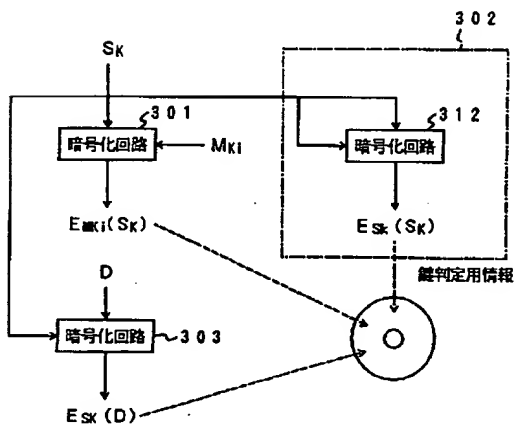 302
SK
301
312
暗号化回路
MKi
暗号化回路
EMKi(SK)
ESk(SK)
D
鍵判定用情報
暗号化回路
303
ESK(D)